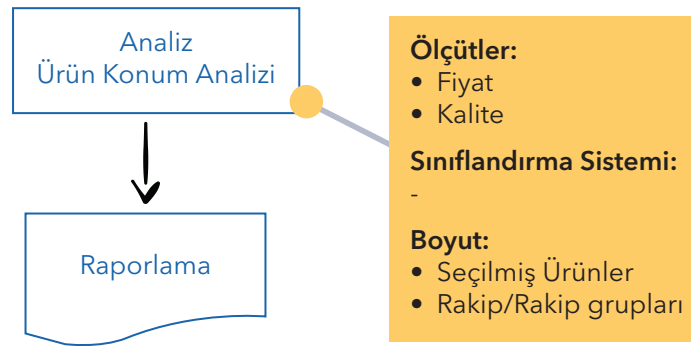 Analiz
Ürün Konum Analizi
Raporlama
Ölçütler:
• Fiyat
• Kalite
Sınıflandırma Sistemi:
-
Boyut:
• Seçilmiş Ürünler
• Rakip/Rakip grupları